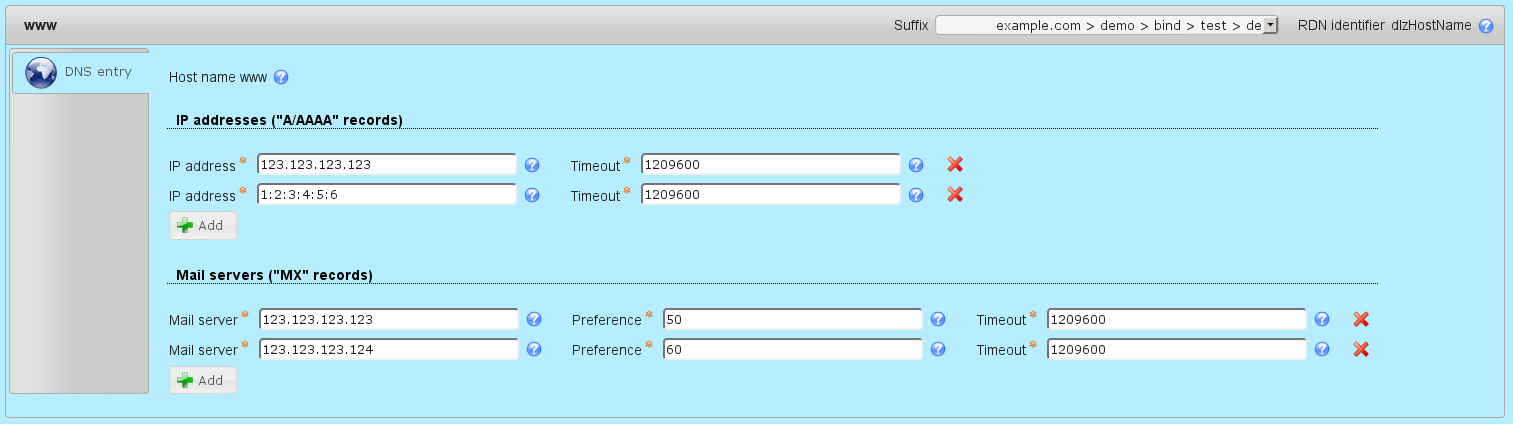 www Suffix example.com > demo > bind > test > de RDN identifier dlzHostName
DNS entry
Host name www
IP addresses ("A/AAAA" records)
IP address * 123.123.123.123 Timeout * 1209600
IP address * 1:2:3:4:5:6 Timeout * 1209600
Add
Mail servers ("MX" records)
Mail server * 123.123.123.123 Preference * 50 Timeout * 1209600
Mail server * 123.123.123.124 Preference * 60 Timeout * 1209600
Add